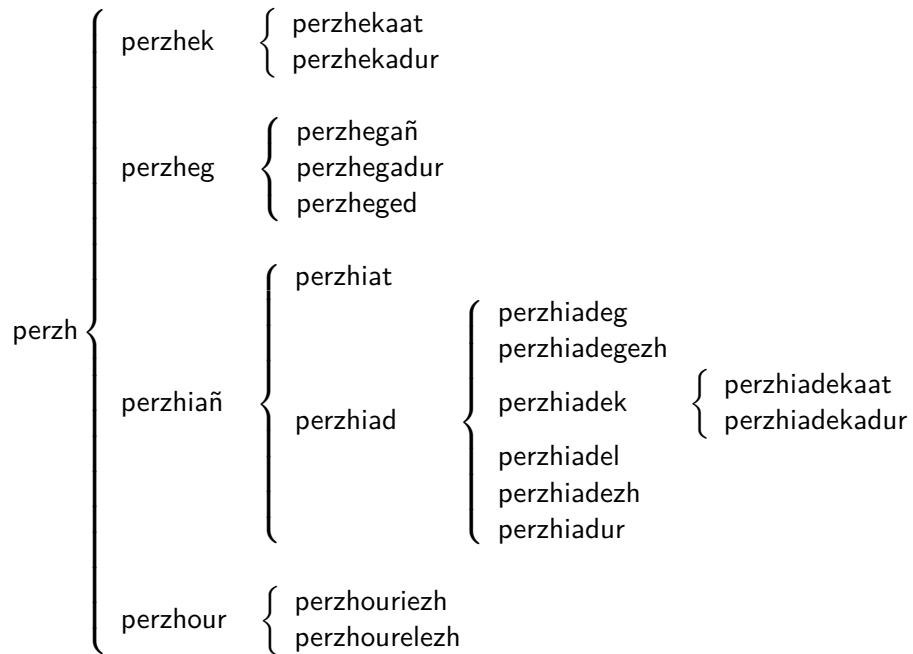 perzhekaat
perzhek
perzhekadur
perzhegañ
perzheg
perzhegadur
perzheged
perzhiat
perzhiadeg
perzh
perzhiadegezh
perzhiadekaat
perzhiañ
perzhiad
perzhiadek
perzhiadekadur
perzhiadel
perzhiadezh
perzhiadur
perzhouriezh
perzhour
perzhourelezh